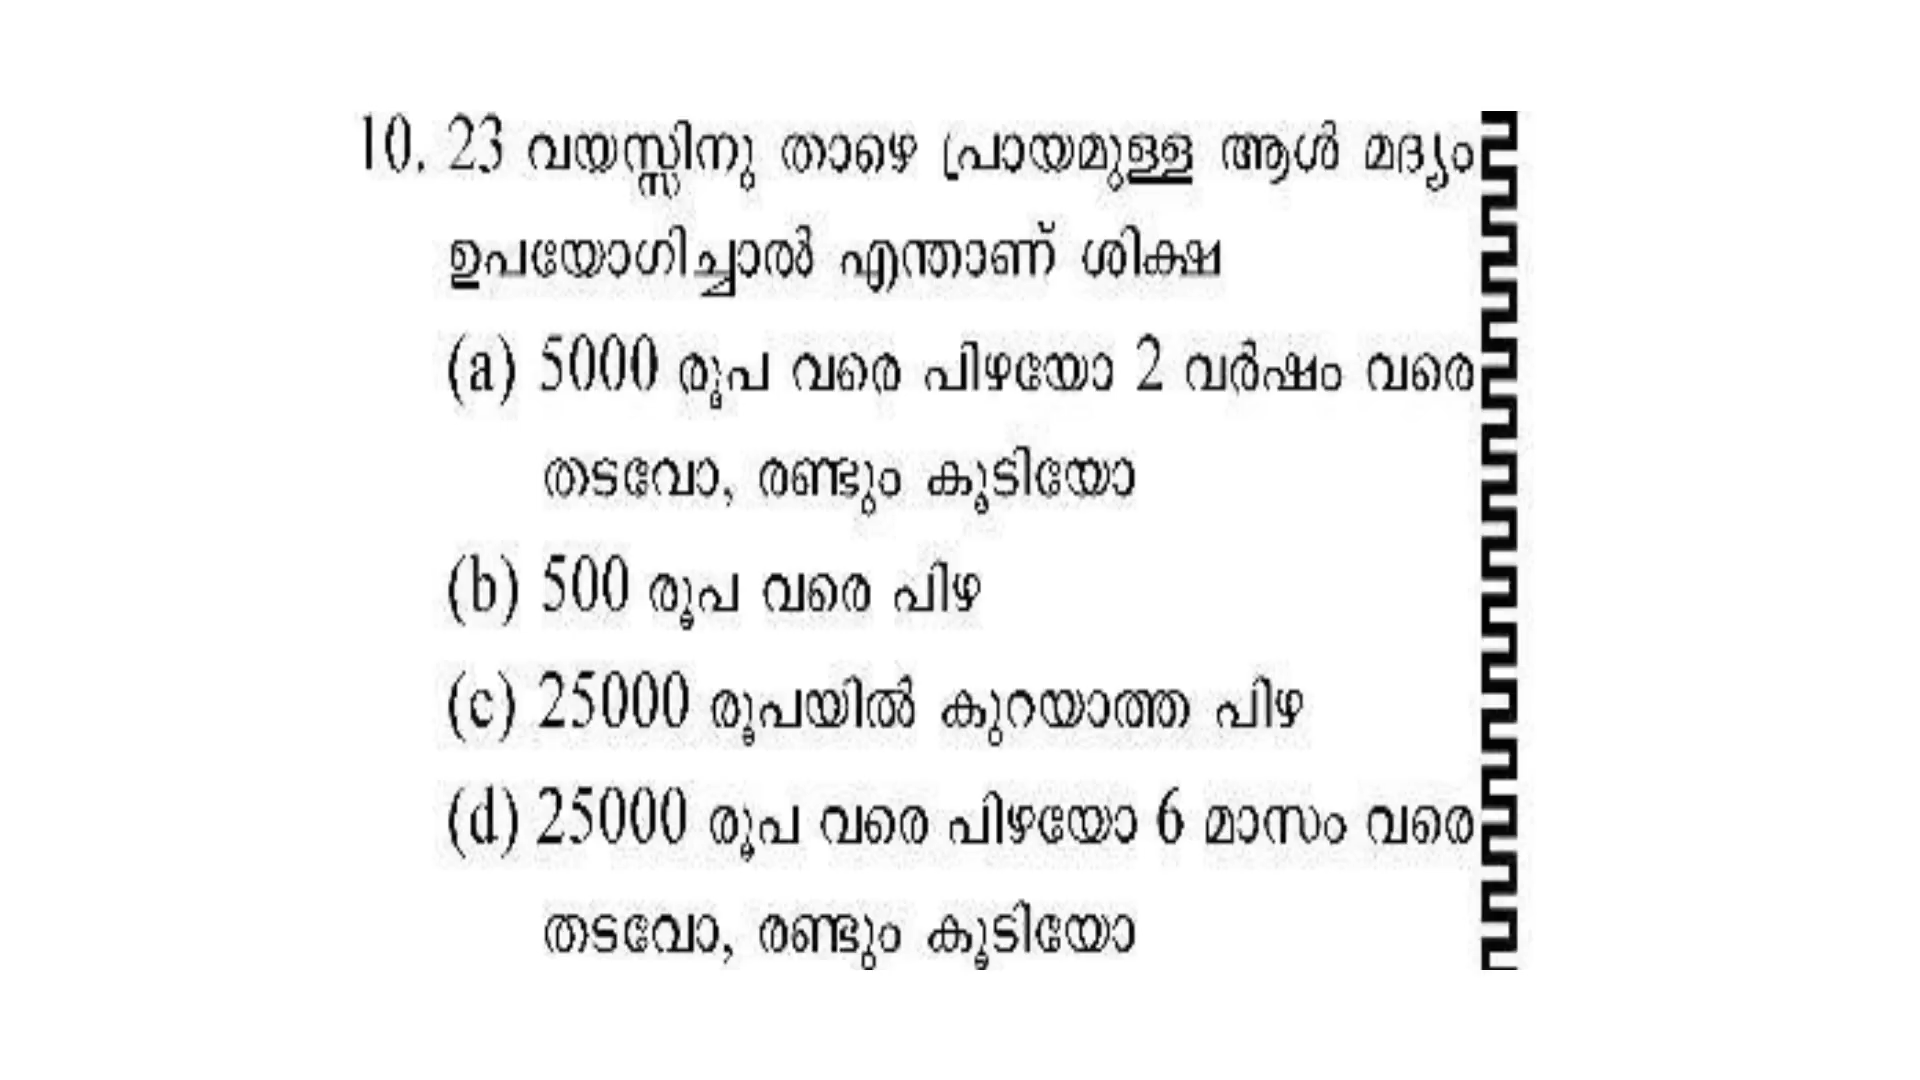 10. 23 വയസ്സിനു താഴെ പ്രായമുള്ള ആൾ മദ്യം
ഉപയോഗിച്ചാൽ എന്താണ് ശിക്ഷ
(a) 5000 രൂപ വരെ പിഴയോ 2 വർഷം വരെ
തടവോ, രണ്ടും കൂടിയോ
(b) 500 രൂപ വരെ പിഴ
(c) 25000 രൂപയിൽ കുറയാത്ത പിഴ
(d) 25000 രൂപ വരെ പിഴയോ 6 മാസം വരെ
തടവോ, രണ്ടും കൂടിയോ